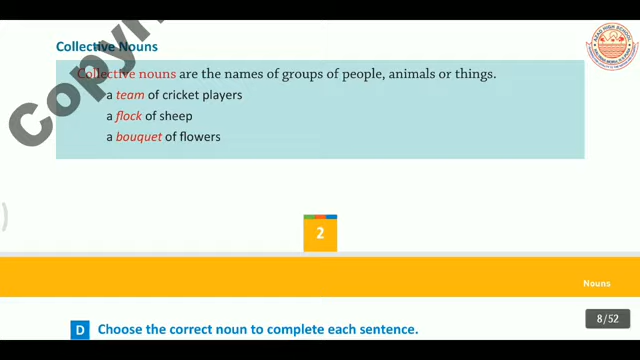 Collective Nouns
Collective nouns are the names of groups of people, animals or things.
a team of cricket players
a flock of sheep
a bouquet of flowers
2
Nouns
8/52
D Choose the correct noun to complete each sentence.